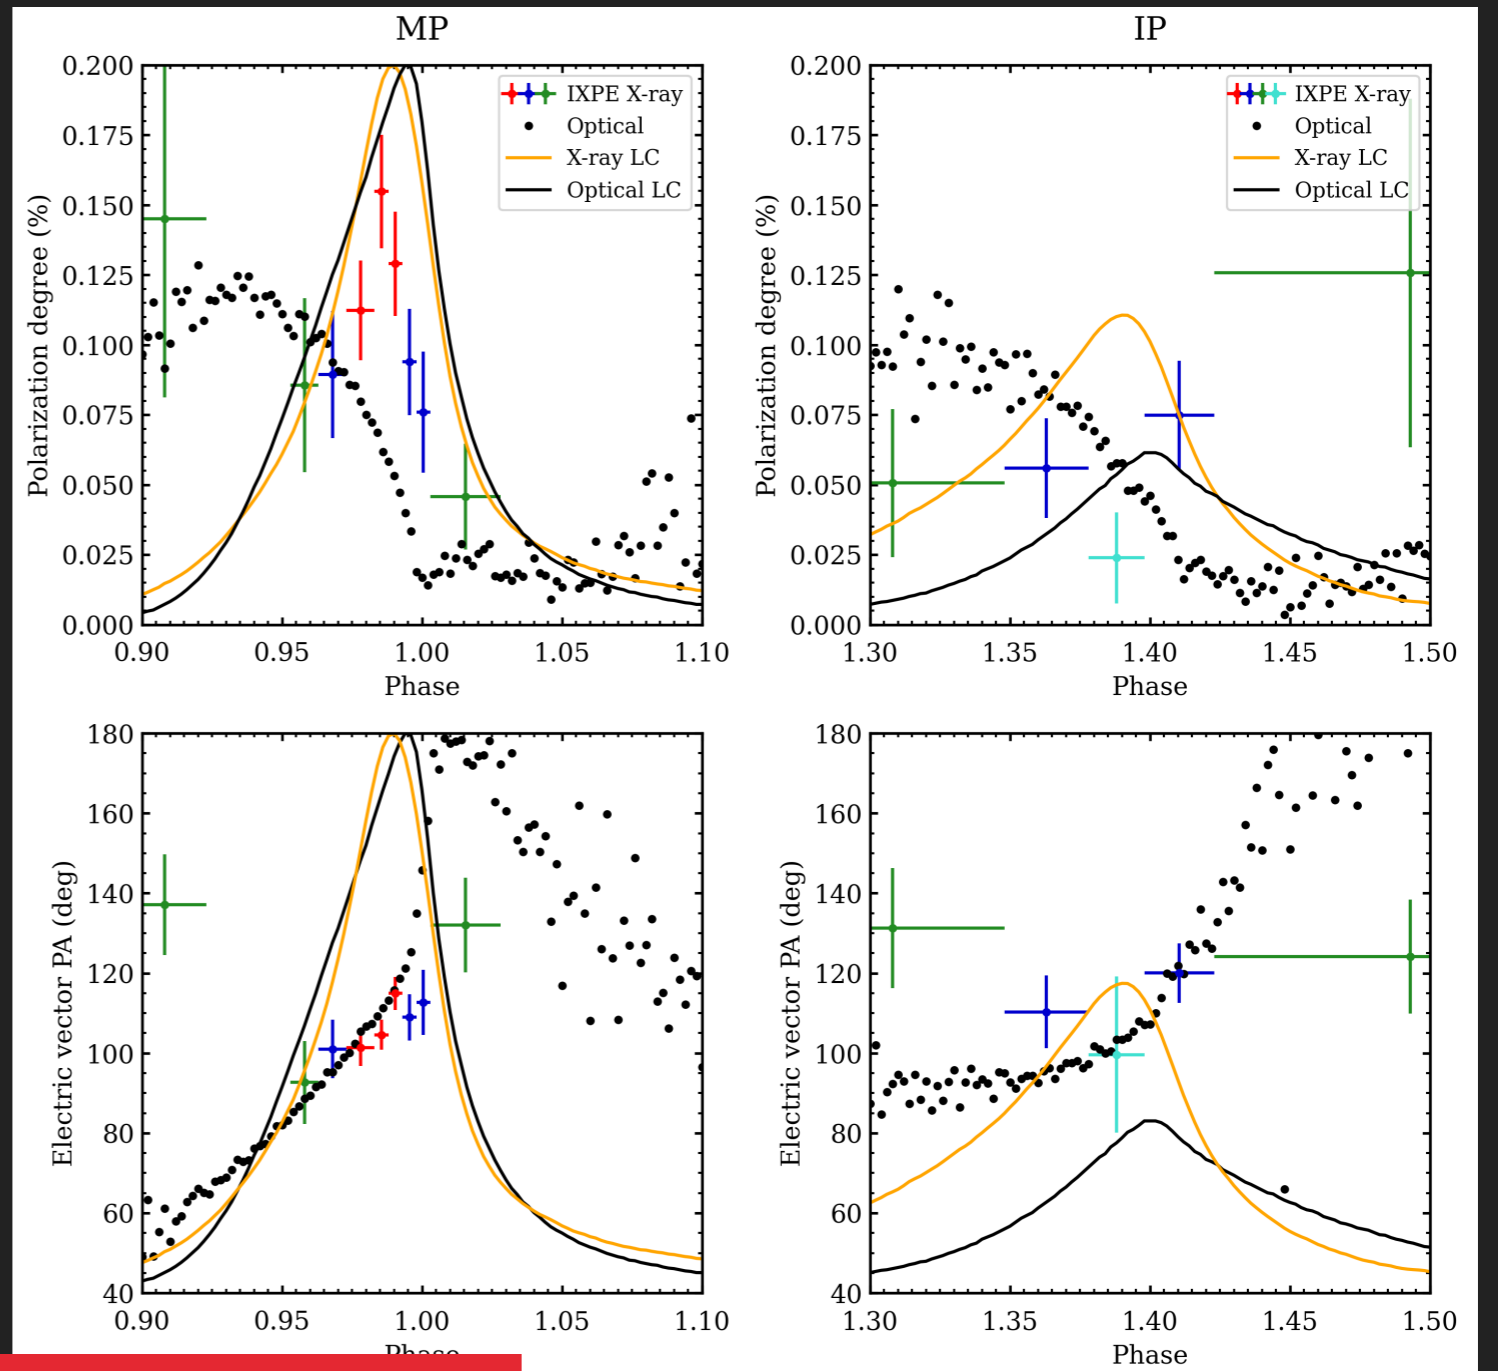 MP
0.200
0.175
0.150
0.125
0.100
0.075
0.050
0.025
0.000
Polarization degree (%)
IXPE X-ray
Optical
X-ray LC
Optical LC
0.90 0.95 1.00 1.05 1.10
Phase
IP
0.200
0.175
0.150
0.125
0.100
0.075
0.050
0.025
0.000
Polarization degree (%)
IXPE X-ray
Optical
X-ray LC
Optical LC
1.30 1.35 1.40 1.45 1.50
Phase
180
160
140
120
100
80
60
40
Electric vector PA (deg)
0.90 0.95 1.00 1.05 1.10
Phase
180
160
140
120
100
80
60
40
Electric vector PA (deg)
1.30 1.35 1.40 1.45 1.50
Phase